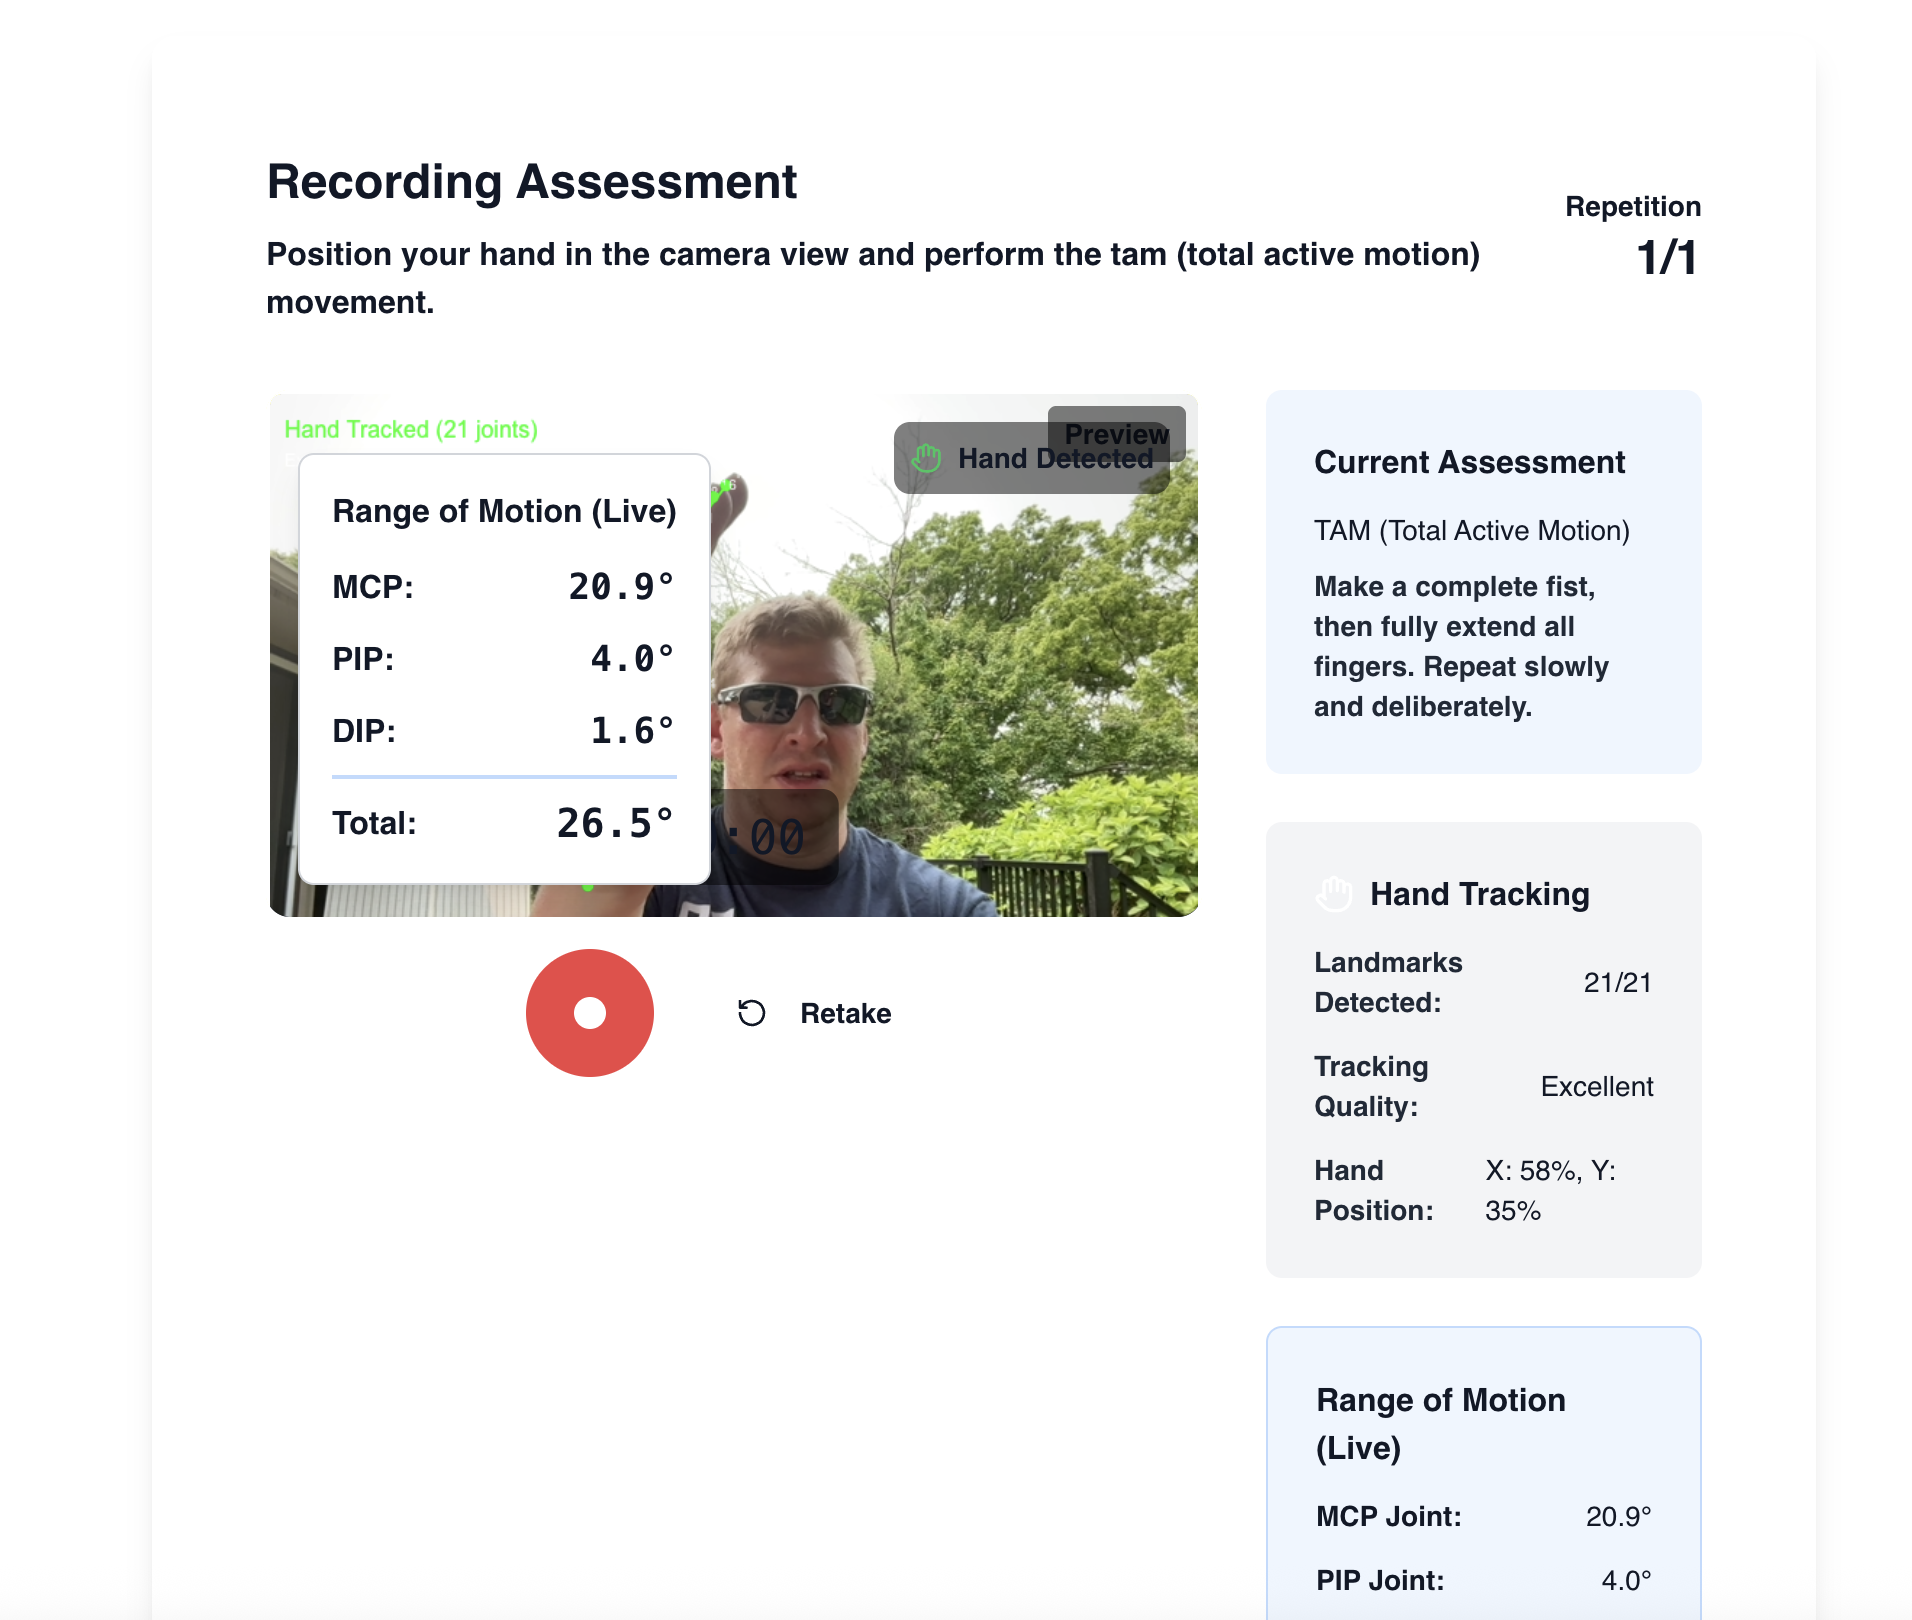 Recording Assessment
Repetition
1/1
Position your hand in the camera view and perform the tam (total active motion)
movement.
Hand Tracked (21 joints)
Preview
Hand Detected
Range of Motion (Live)
MCP: 20.9°
PIP: 4.0°
DIP: 1.6°
Total: 26.5°
:00
Retake
Current Assessment
TAM (Total Active Motion)
Make a complete fist,
then fully extend all
fingers. Repeat slowly
and deliberately.
Hand Tracking
Landmarks
Detected: 21/21
Tracking
Quality: Excellent
Hand
Position:
X: 58%, Y:
35%
Range of Motion
(Live)
MCP Joint: 20.9°
PIP Joint: 4.0°